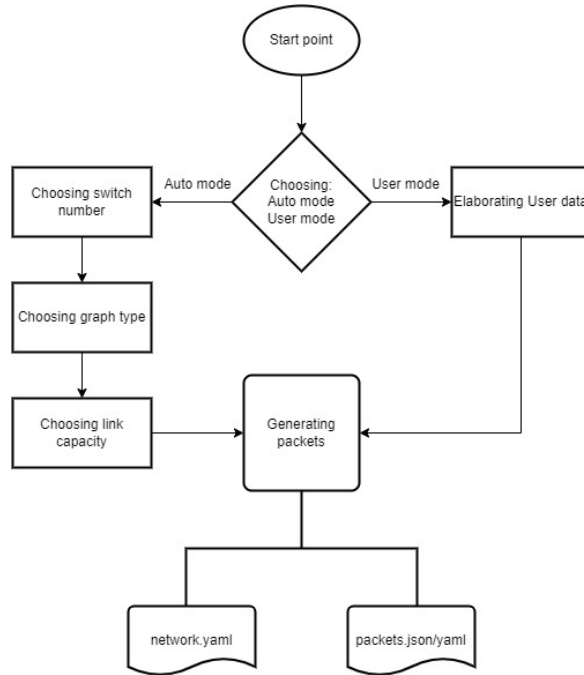 Start point
Auto mode
Choosing:
Auto mode
User mode
User mode
Choosing switch
number
Elaborating User data
Choosing graph type
Choosing link
capacity
Generating
packets
network.yaml
packets.json/yaml